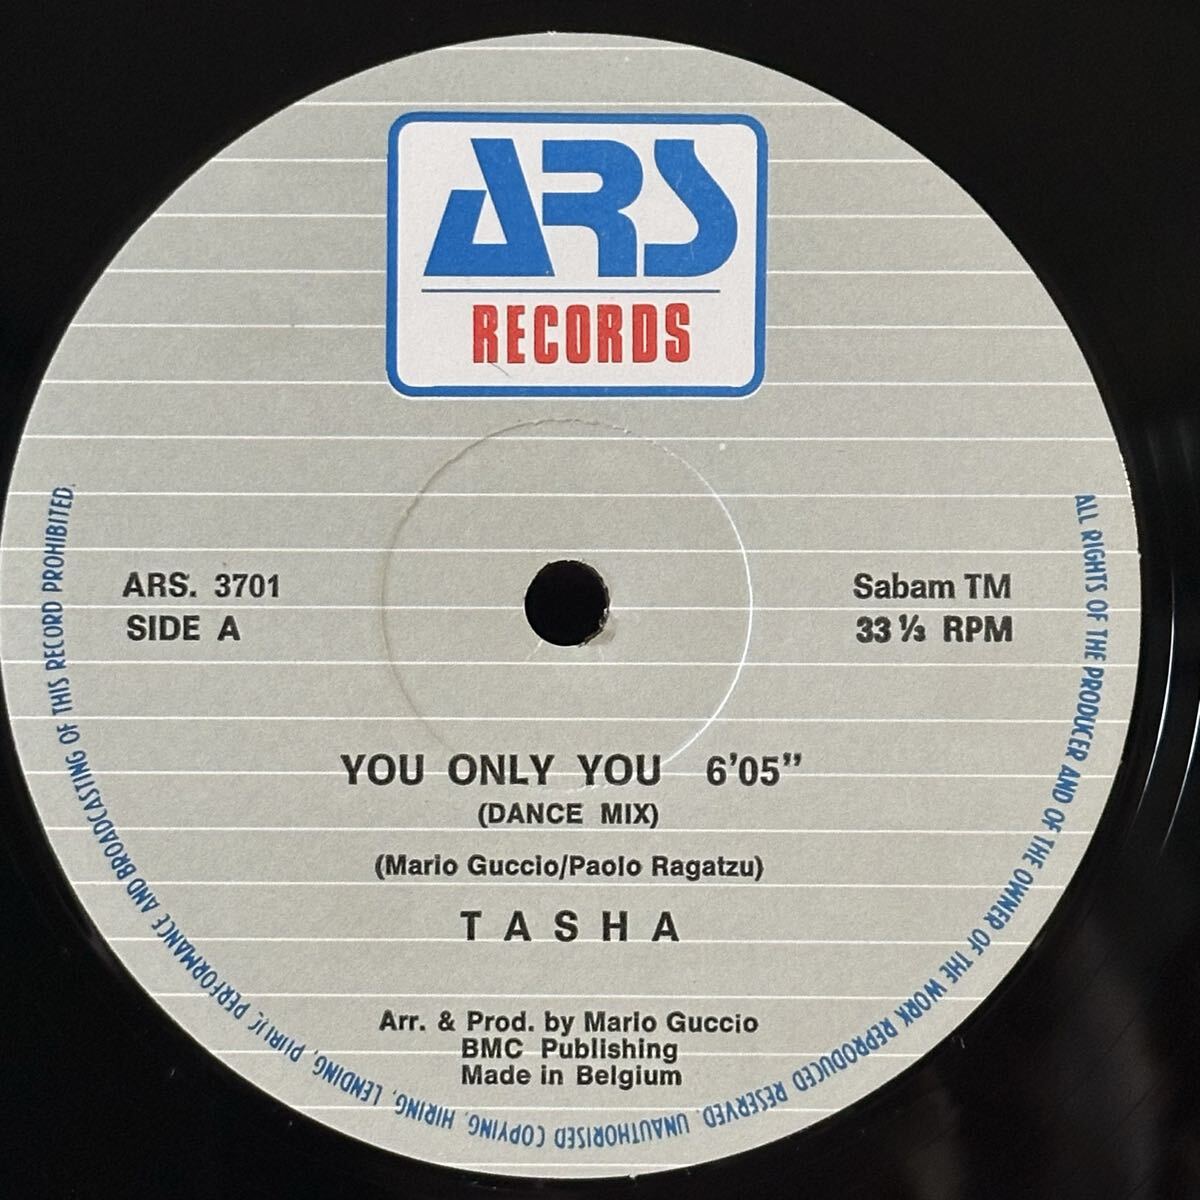 ARS
RECORDS
ARS. 3701
SIDE A
Sabam TM
33 ⅓ RPM
YOU ONLY YOU 6'05"
(DANCE MIX)
(Mario Guccio/Paolo Ragatzu)
TASHA
Arr. & Prod. by Mario Guccio
BMC Publishing
Made in Belgium
ALL RIGHTS OF THE PRODUCER AND OF THE OWNER OF THE WORK REPRODUCED RESERVED. UNAUTHORISED COPYING, HIRING, LENDING, PUBLIC PERFORMANCE AND BROADCASTING OF THIS RECORD PROHIBITED.